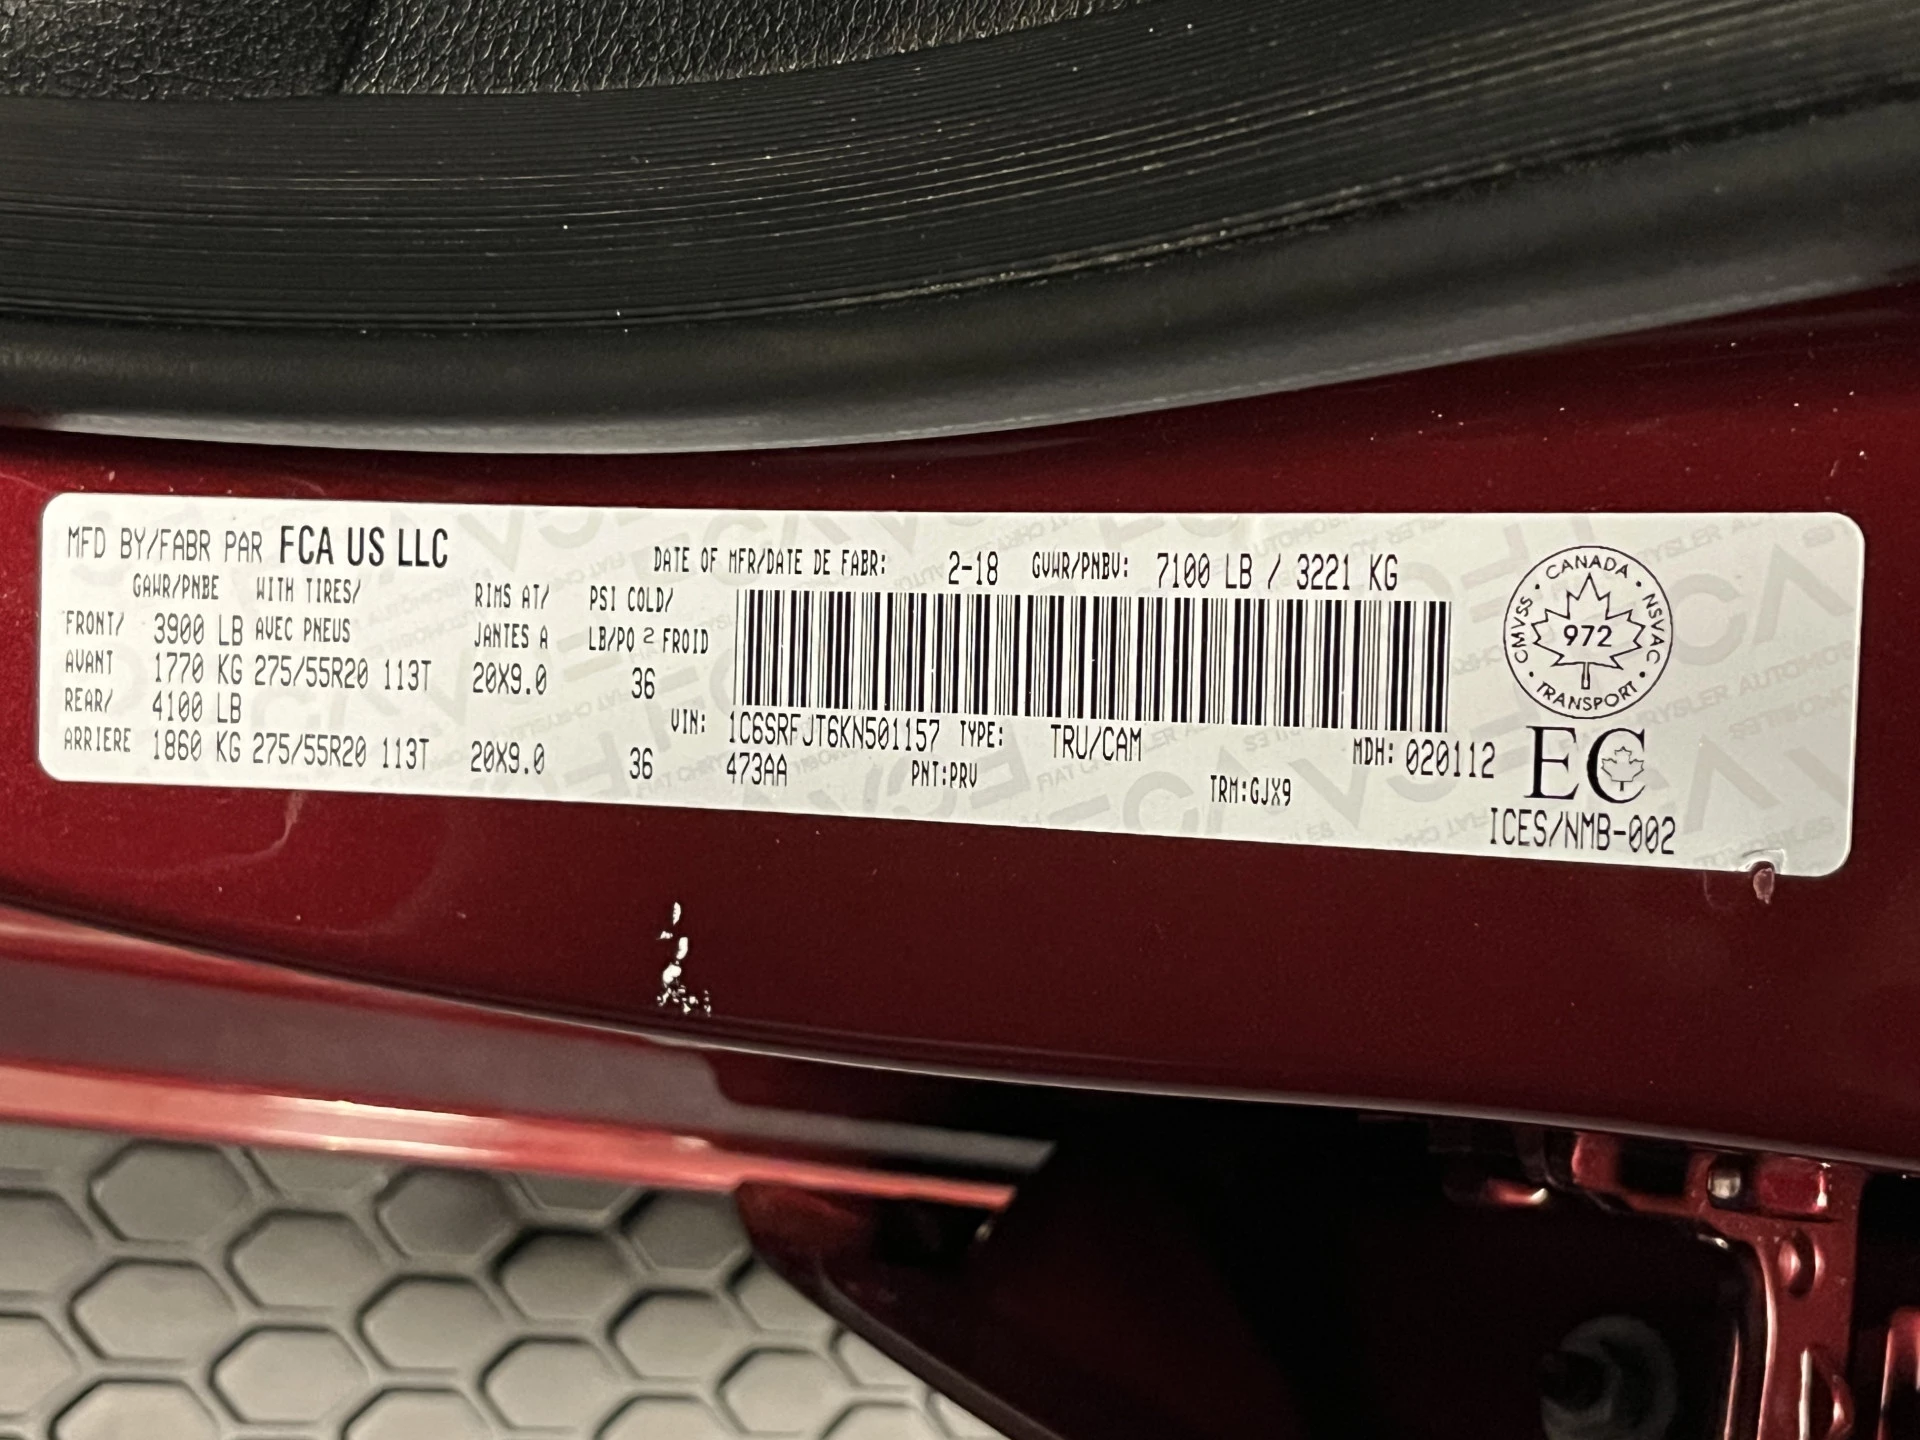 MFD BY/FABR PAR FCA US LLC
DATE OF MFR/DATE DE FABR: 2-18 GVWR/PNBV: 7100 LB / 3221 KG
GAWR/PNBE WITH TIRES/ RIMS AT/ PSI COLD/
FRONT/ 3900 LB AVEC PNEUS JANTES A LB/PO 2 FROID
AVANT 1770 KG 275/55R20 113T 20X9.0 36
REAR/ 4100 LB
ARRIERE 1860 KG 275/55R20 113T 20X9.0 36
VIN: 1C6SRFJT6KN501157 TYPE: TRU/CAM MDH: 020112
473AA PNT:PRV TRM:GJX9
CANADA · NSVAC · TRANSPORT · CMVSS
972
EC
ICES/NMB-002